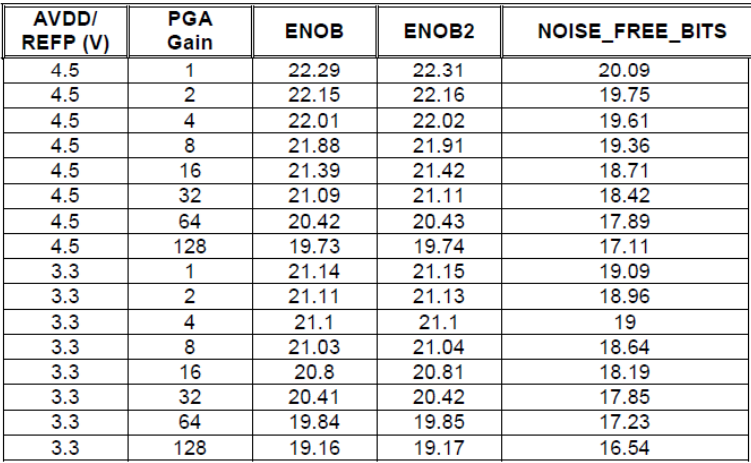 AVDD/ REFP (V) PGA Gain ENOB ENOB2 NOISE_FREE_BITS
4.5 1 22.29 22.31 20.09
4.5 2 22.15 22.16 19.75
4.5 4 22.01 22.02 19.61
4.5 8 21.88 21.91 19.36
4.5 16 21.39 21.42 18.71
4.5 32 21.09 21.11 18.42
4.5 64 20.42 20.43 17.89
4.5 128 19.73 19.74 17.11
3.3 1 21.14 21.15 19.09
3.3 2 21.11 21.13 18.96
3.3 4 21.1 21.1 19
3.3 8 21.03 21.04 18.64
3.3 16 20.8 20.81 18.19
3.3 32 20.41 20.42 17.85
3.3 64 19.84 19.85 17.23
3.3 128 19.16 19.17 16.54